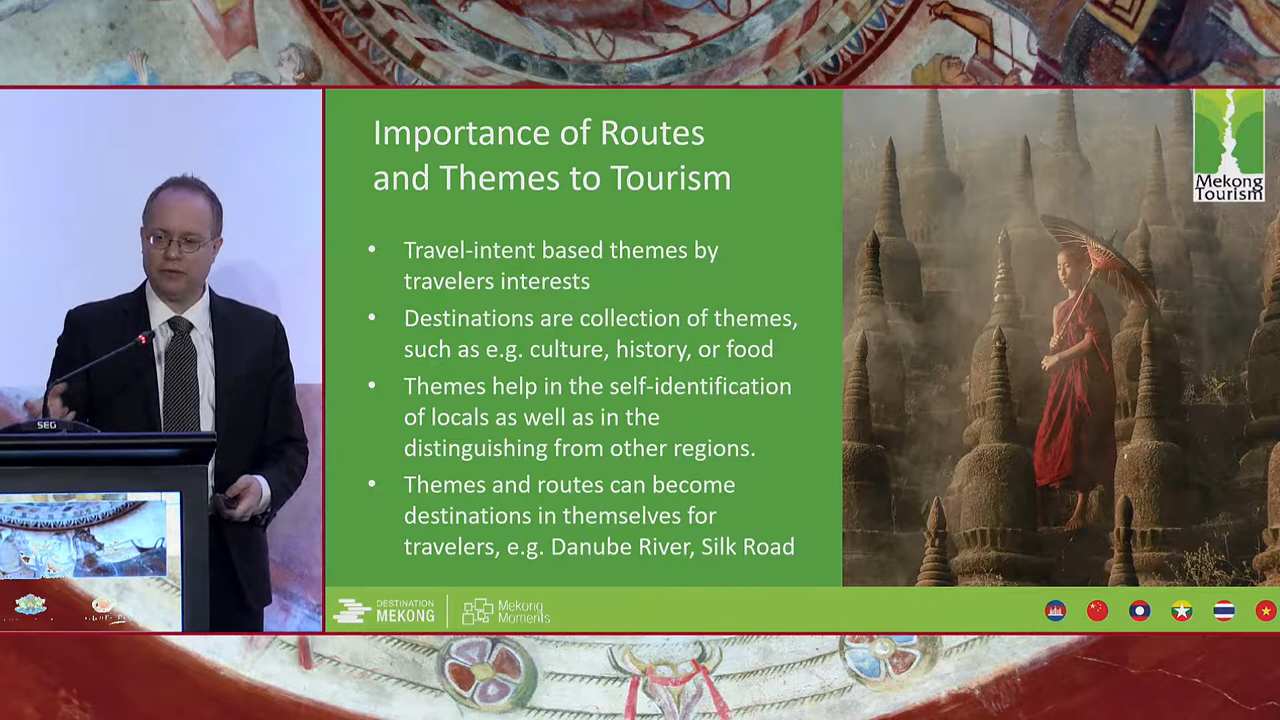 Importance of Routes
and Themes to Tourism
• Travel-intent based themes by
travelers interests
• Destinations are collection of themes,
such as e.g. culture, history, or food
• Themes help in the self-identification
of locals as well as in the
distinguishing from other regions.
• Themes and routes can become
destinations in themselves for
travelers, e.g. Danube River, Silk Road
Mekong
Tourism
SEG
DESTINATION
MEKONG
Mekong
Moments